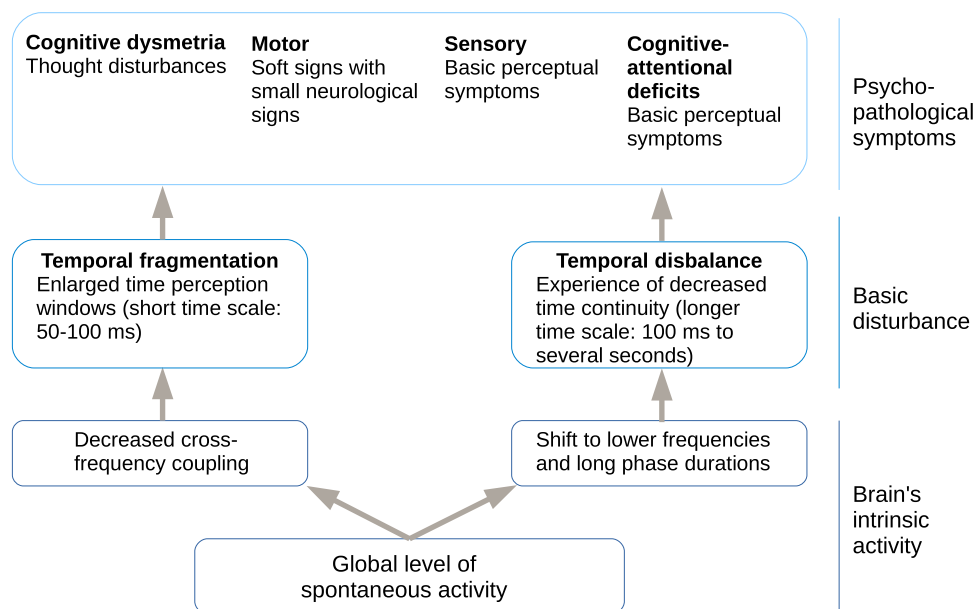 Cognitive dysmetria
Thought disturbances
Motor
Soft signs with
small neurological
signs
Sensory
Basic perceptual
symptoms
Cognitive-
attentional
deficits
Basic perceptual
symptoms
Psycho-
pathological
symptoms
Temporal fragmentation
Enlarged time perception
windows (short time scale:
50-100 ms)
Temporal disbalance
Experience of decreased
time continuity (longer
time scale: 100 ms to
several seconds)
Basic
disturbance
Decreased cross-
frequency coupling
Shift to lower frequencies
and long phase durations
Brain's
intrinsic
activity
Global level of
spontaneous activity